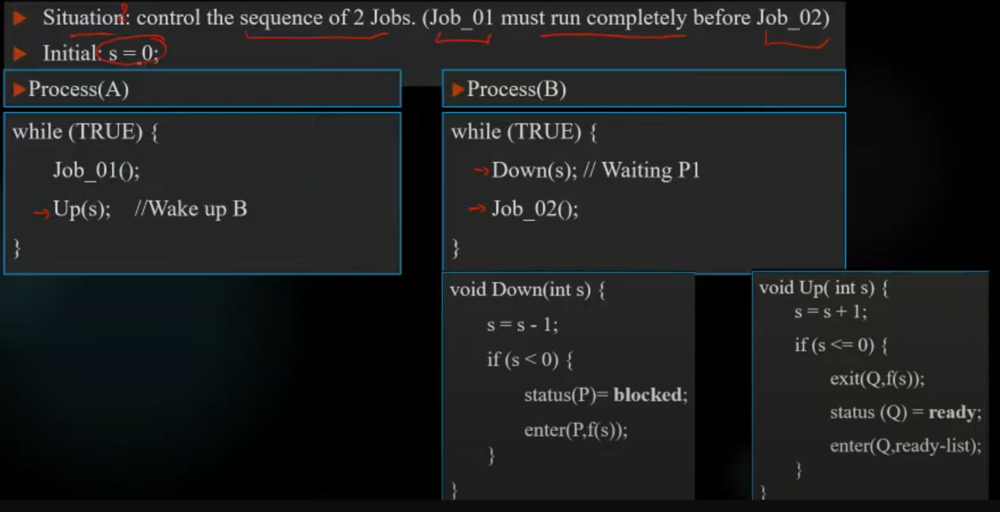 Situation: control the sequence of 2 Jobs. (Job_01 must run completely before Job_02)
Initial: s = 0;
Process(A)
while (TRUE) {
Job_01();
Up(s); //Wake up B
}
Process(B)
while (TRUE) {
Down(s); // Waiting P1
Job_02();
}
void Down(int s) {
s = s - 1;
if (s < 0) {
status(P)= blocked;
enter(P,f(s));
}
}
void Up( int s) {
s = s + 1;
if (s <= 0) {
exit(Q,f(s));
status (Q) = ready;
enter(Q,ready-list);
}
}